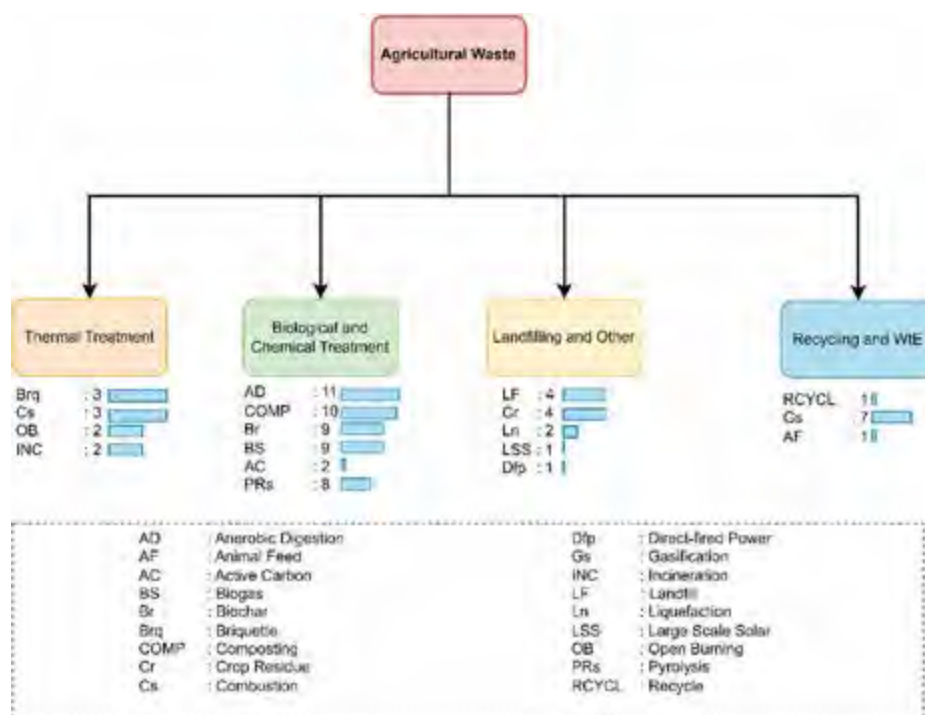 Agricultural Waste
Thermal Treatment
Brq : 3
Cs : 3
OB : 2
INC : 2
Biological and
Chemical Treatment
AD : 11
COMP : 10
Br : 9
BS : 9
AC : 2
PRs : 8
Landfilling and Other
LF : 4
Cr : 4
Ln : 2
LSS : 1
Dfp : 1
Recycling and WtE
RCYCL 1
Gs 7
AF : 1
AD : Anerobic Digestion
AF : Animal Feed
AC : Active Carbon
BS : Biogas
Br : Biochar
Brq : Briquette
COMP : Composting
Cr : Crop Residue
Cs : Combustion
Dfp : Direct-fired Power
Gs : Gasification
INC : Incineration
LF : Landfill
Ln : Liquefaction
LSS : Large Scale Solar
OB : Open Burning
PRs : Pyrolysis
RCYCL : Recycle